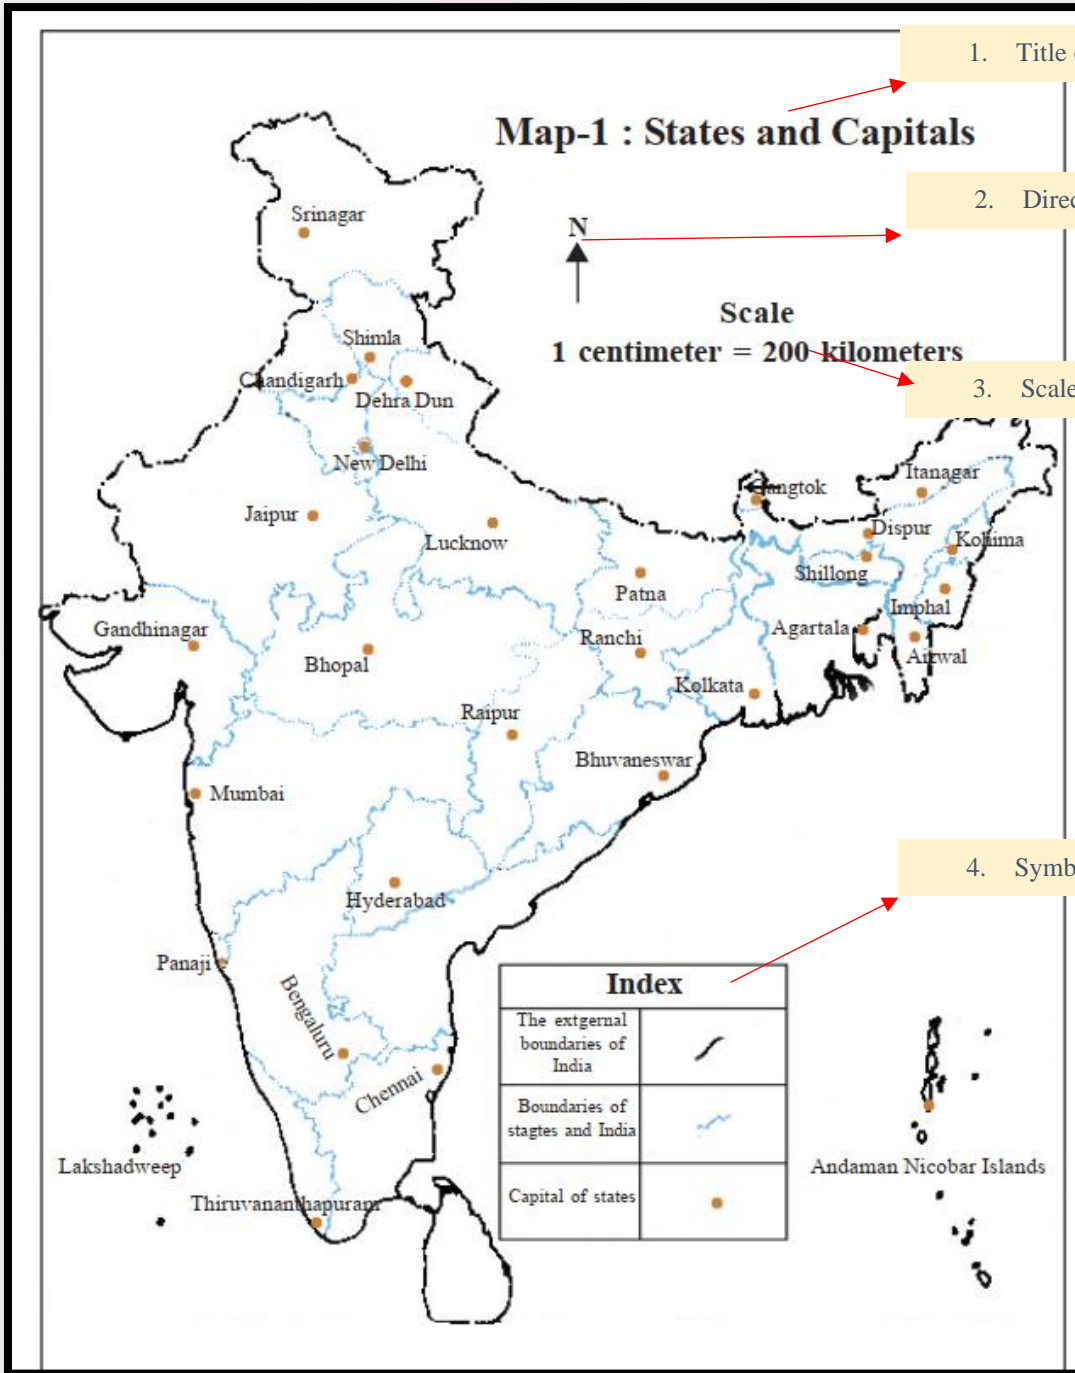 1. Title
Map-1 : States and Capitals
2. Direc
N
Scale
1 centimeter = 200 kilometers
3. Scale
Srinagar
Shimla
Chandigarh
Dehra Dun
New Delhi
Itanagar
Gangtok
Jaipur
Lucknow
Dispur
Kohima
Shillong
Patna
Imphal
Gandhinagar
Agartala
Ranchi
Bhopal
Airwal
Kolkata
Raipur
Bhuvaneswar
Mumbai
4. Symb
Hyderabad
Panaji
Bengaluru
Chennai
Index
The extgernal
boundaries of
India
Boundaries of
stagtes and India
Capital of states
Lakshadweep
Andaman Nicobar Islands
Thiruvananthapuram